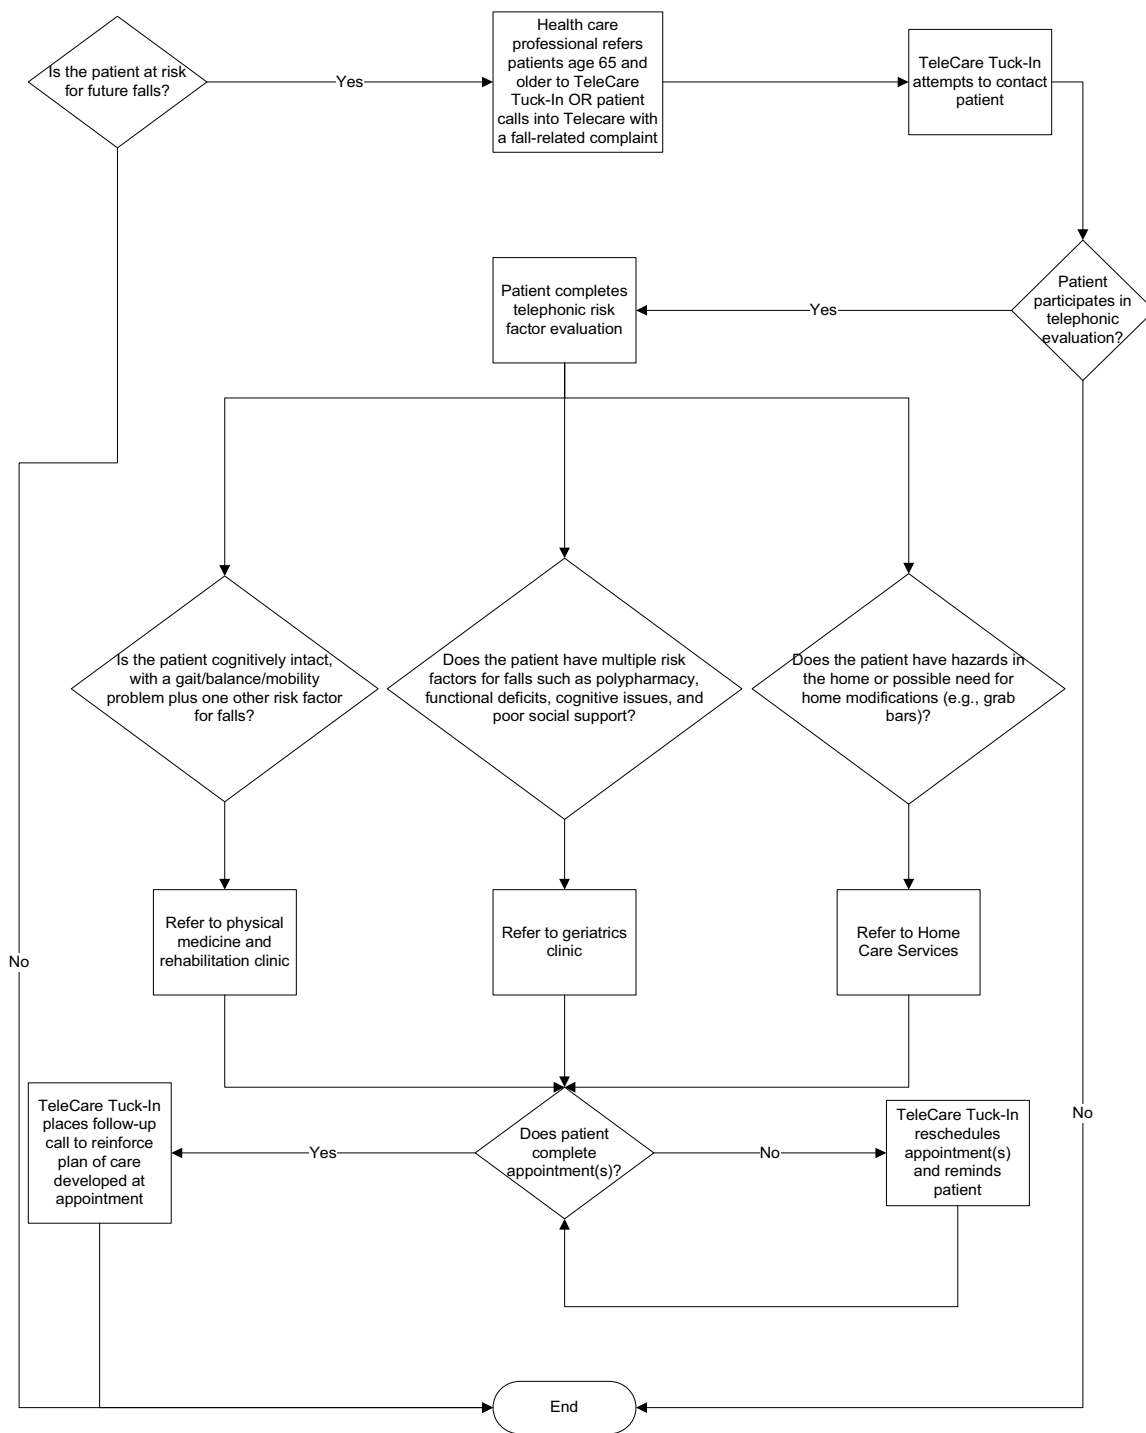 Is the patient at risk
for future falls?
Yes
Health care
professional refers
patients age 65 and
older to TeleCare
Tuck-In OR patient
calls into Telecare with
a fall-related complaint
TeleCare Tuck-In
attempts to contact
patient
Patient
participates in
telephonic
evaluation?
Yes
Patient completes
telephonic risk
factor evaluation
Is the patient cognitively intact,
with a gait/balance/mobility
problem plus one other risk factor
for falls?
Does the patient have multiple risk
factors for falls such as polypharmacy,
functional deficits, cognitive issues, and
poor social support?
Does the patient have hazards in
the home or possible need for
home modifications (e.g., grab
bars)?
Refer to physical
medicine and
rehabilitation clinic
Refer to geriatrics
clinic
Refer to Home
Care Services
No
TeleCare Tuck-In
places follow-up
call to reinforce
plan of care
developed at
appointment
Yes
Does patient
complete
appointment(s)?
No
TeleCare Tuck-In
reschedules
appointment(s)
and reminds
patient
No
End